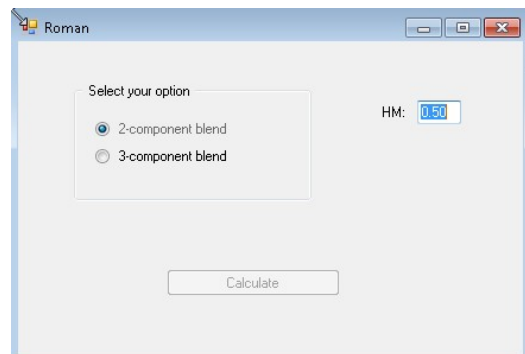 Roman
Select your option
2-component blend
HM: 0.50
3-component blend
Calculate